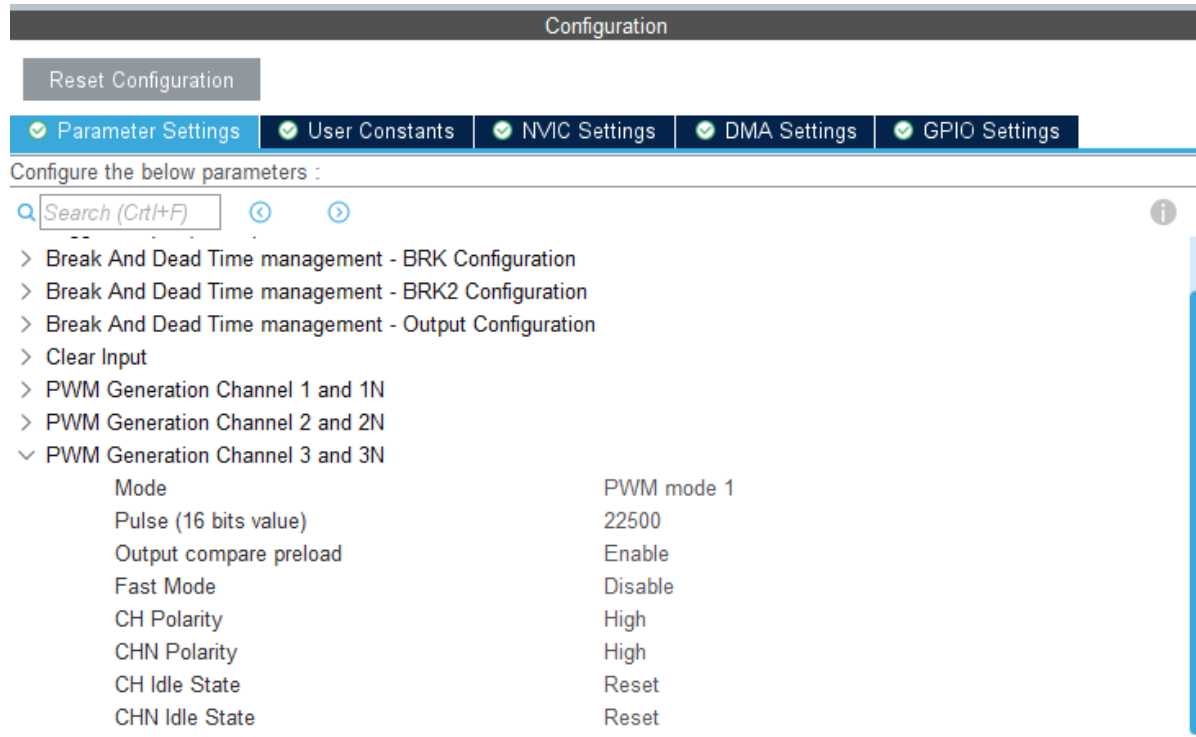 Configuration
Reset Configuration
Parameter Settings User Constants NVIC Settings DMA Settings GPIO Settings
Configure the below parameters :
Search (Crtl+F)
Break And Dead Time management - BRK Configuration
Break And Dead Time management - BRK2 Configuration
Break And Dead Time management - Output Configuration
Clear Input
PWM Generation Channel 1 and 1N
PWM Generation Channel 2 and 2N
PWM Generation Channel 3 and 3N
Mode PWM mode 1
Pulse (16 bits value) 22500
Output compare preload Enable
Fast Mode Disable
CH Polarity High
CHN Polarity High
CH Idle State Reset
CHN Idle State Reset